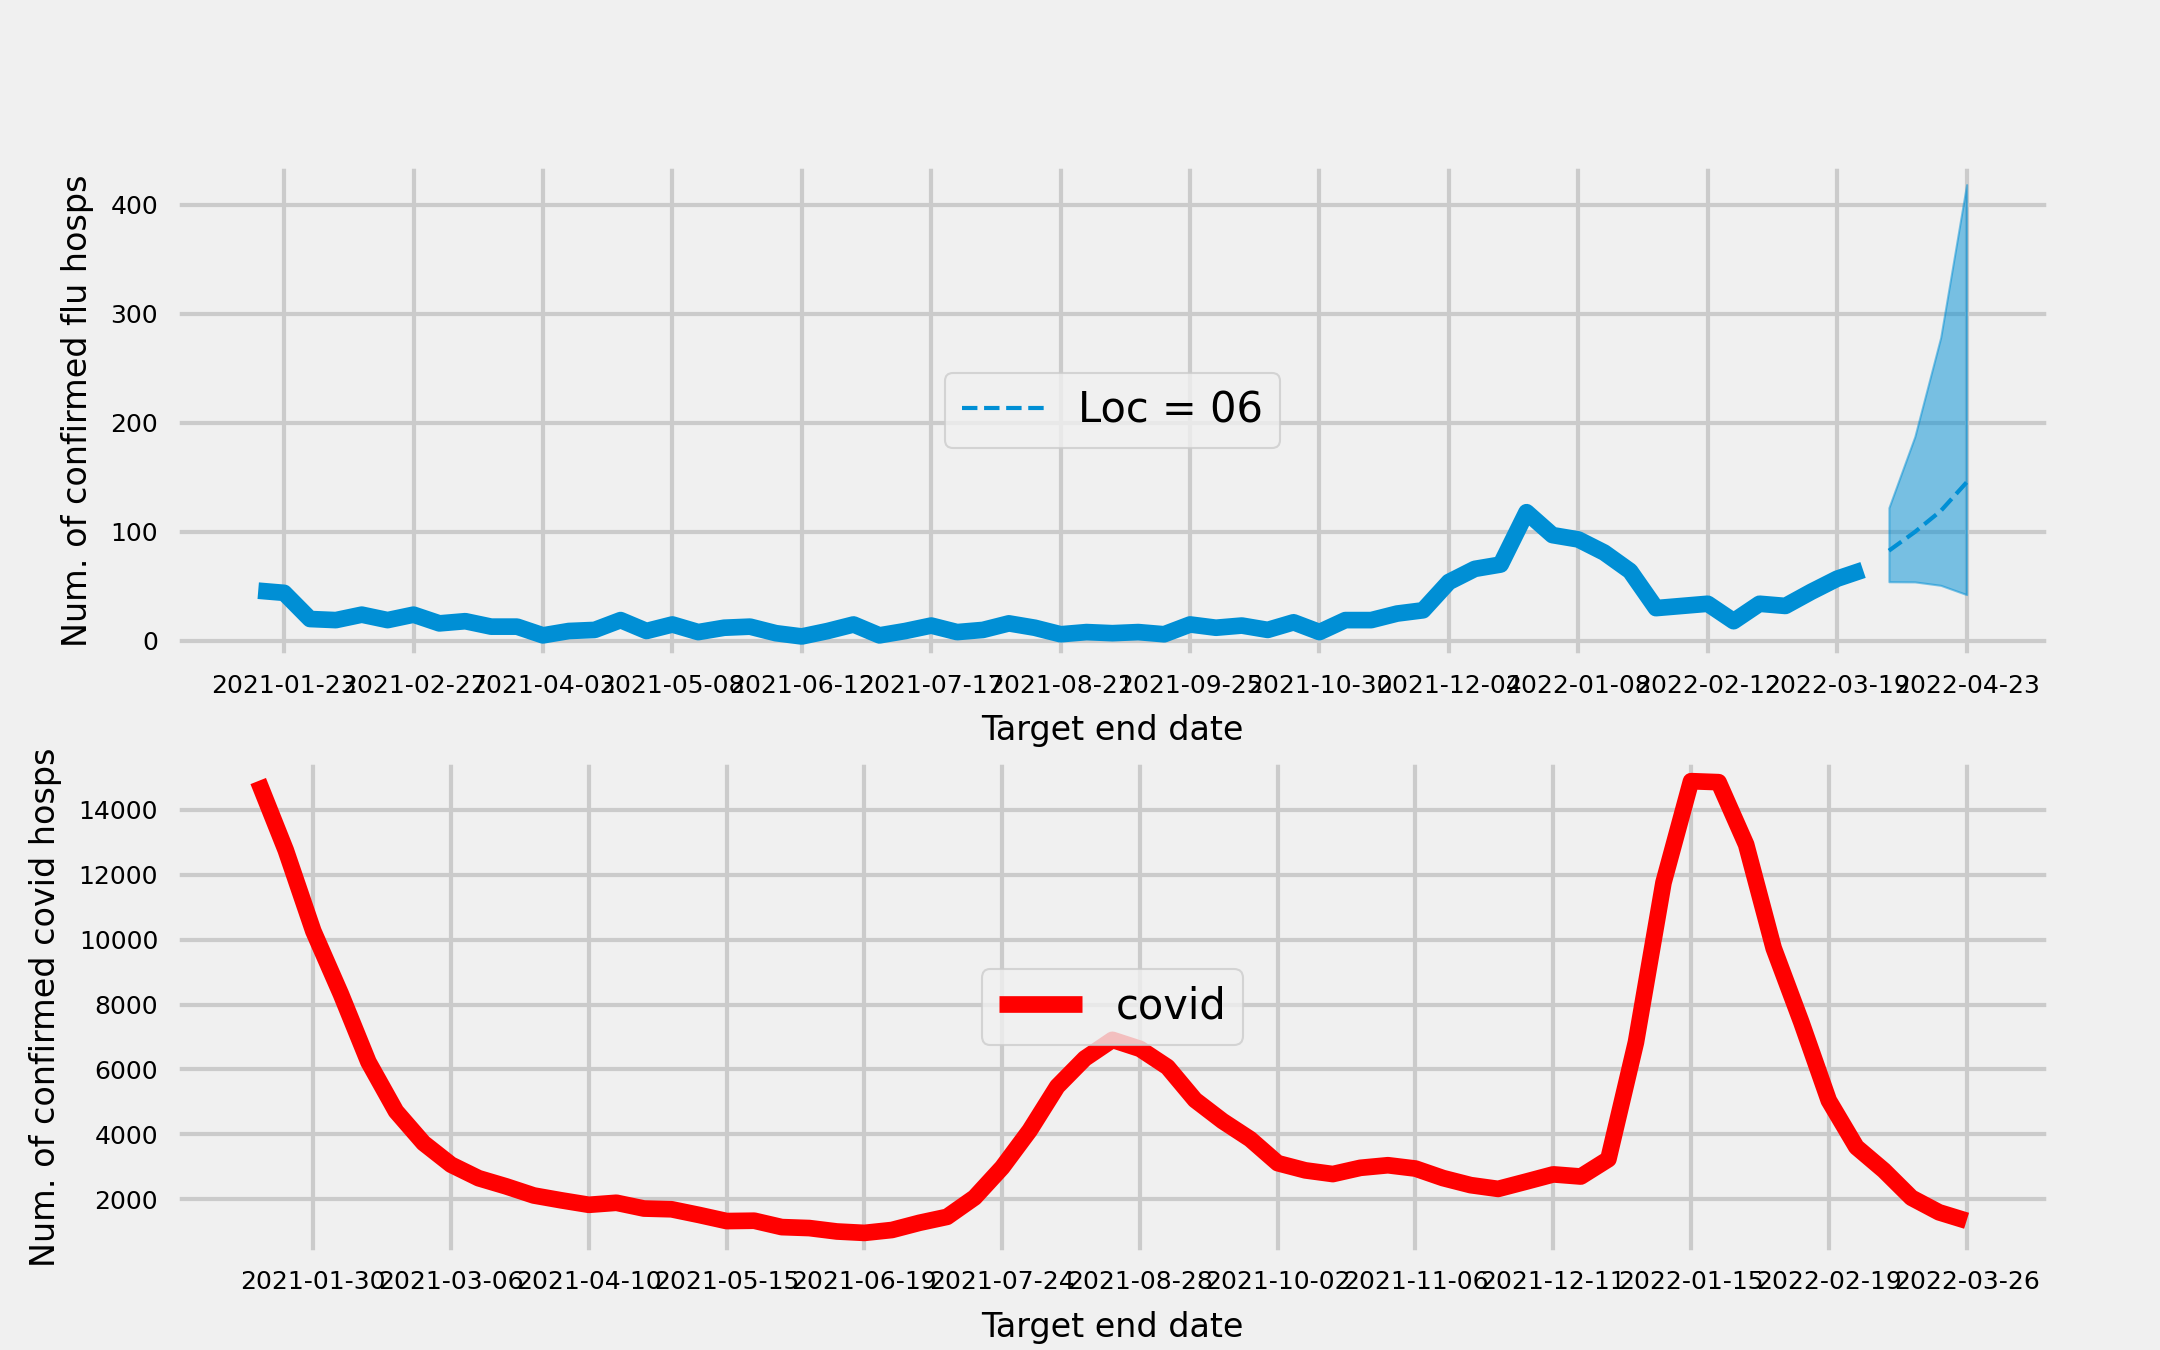 Num. of confirmed flu hosps
400
300
200
100
0
Loc = 06
2021-01-23 2021-02-27 2021-04-03 2021-05-08 2021-06-12 2021-07-17 2021-08-21 2021-09-25 2021-10-30 2021-12-04 2022-01-08 2022-02-12 2022-03-19 2022-04-23
Target end date
Num. of confirmed covid hosps
14000
12000
10000
8000
6000
4000
2000
covid
2021-01-30 2021-03-06 2021-04-10 2021-05-15 2021-06-19 2021-07-24 2021-08-28 2021-10-02 2021-11-06 2021-12-11 2022-01-15 2022-02-19 2022-03-26
Target end date